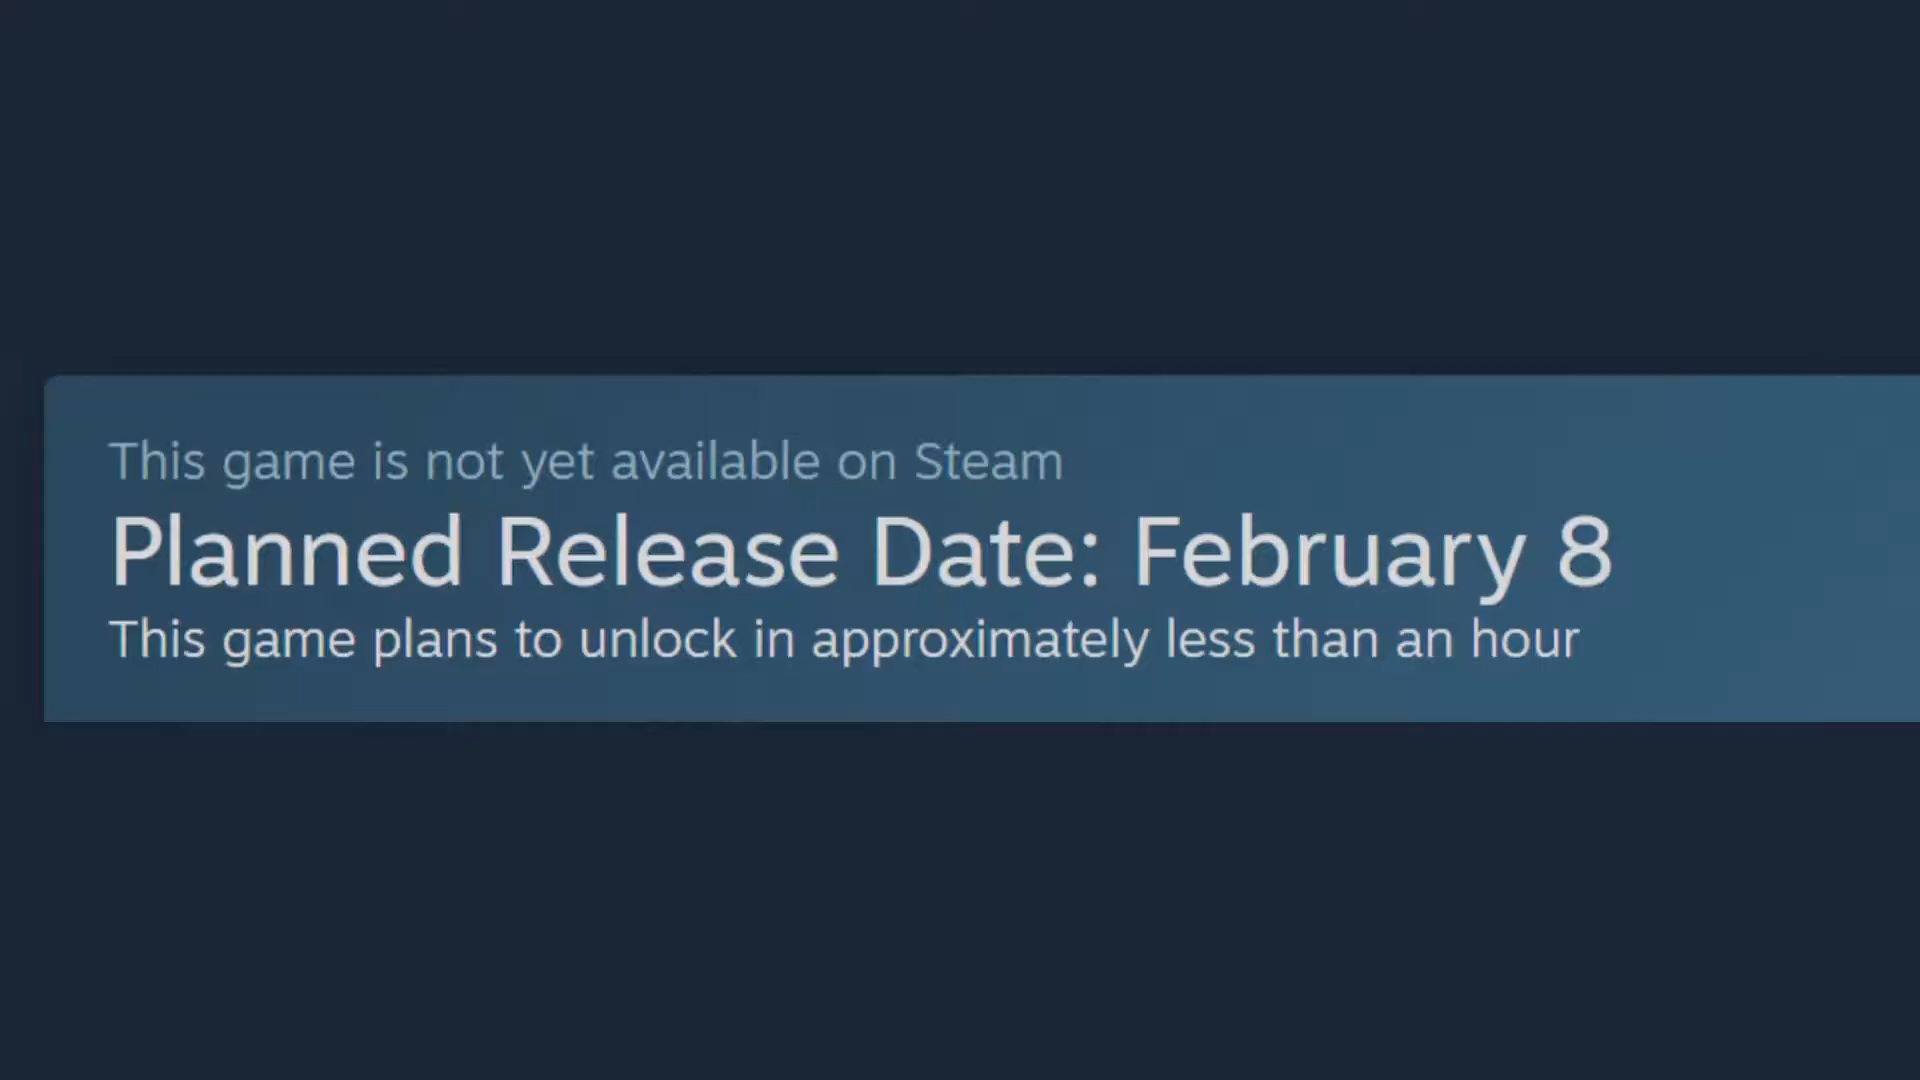 This game is not yet available on Steam
Planned Release Date: February 8
This game plans to unlock in approximately less than an hour